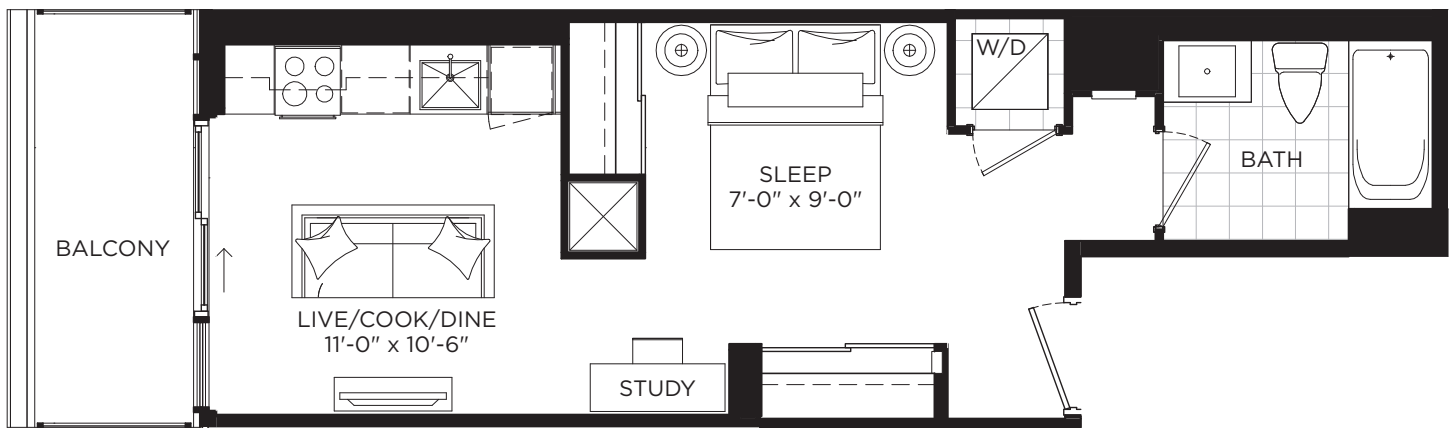 BALCONY
LIVE/COOK/DINE
11'-0" x 10'-6"
STUDY
SLEEP
7'-0" x 9'-0"
W/D
BATH